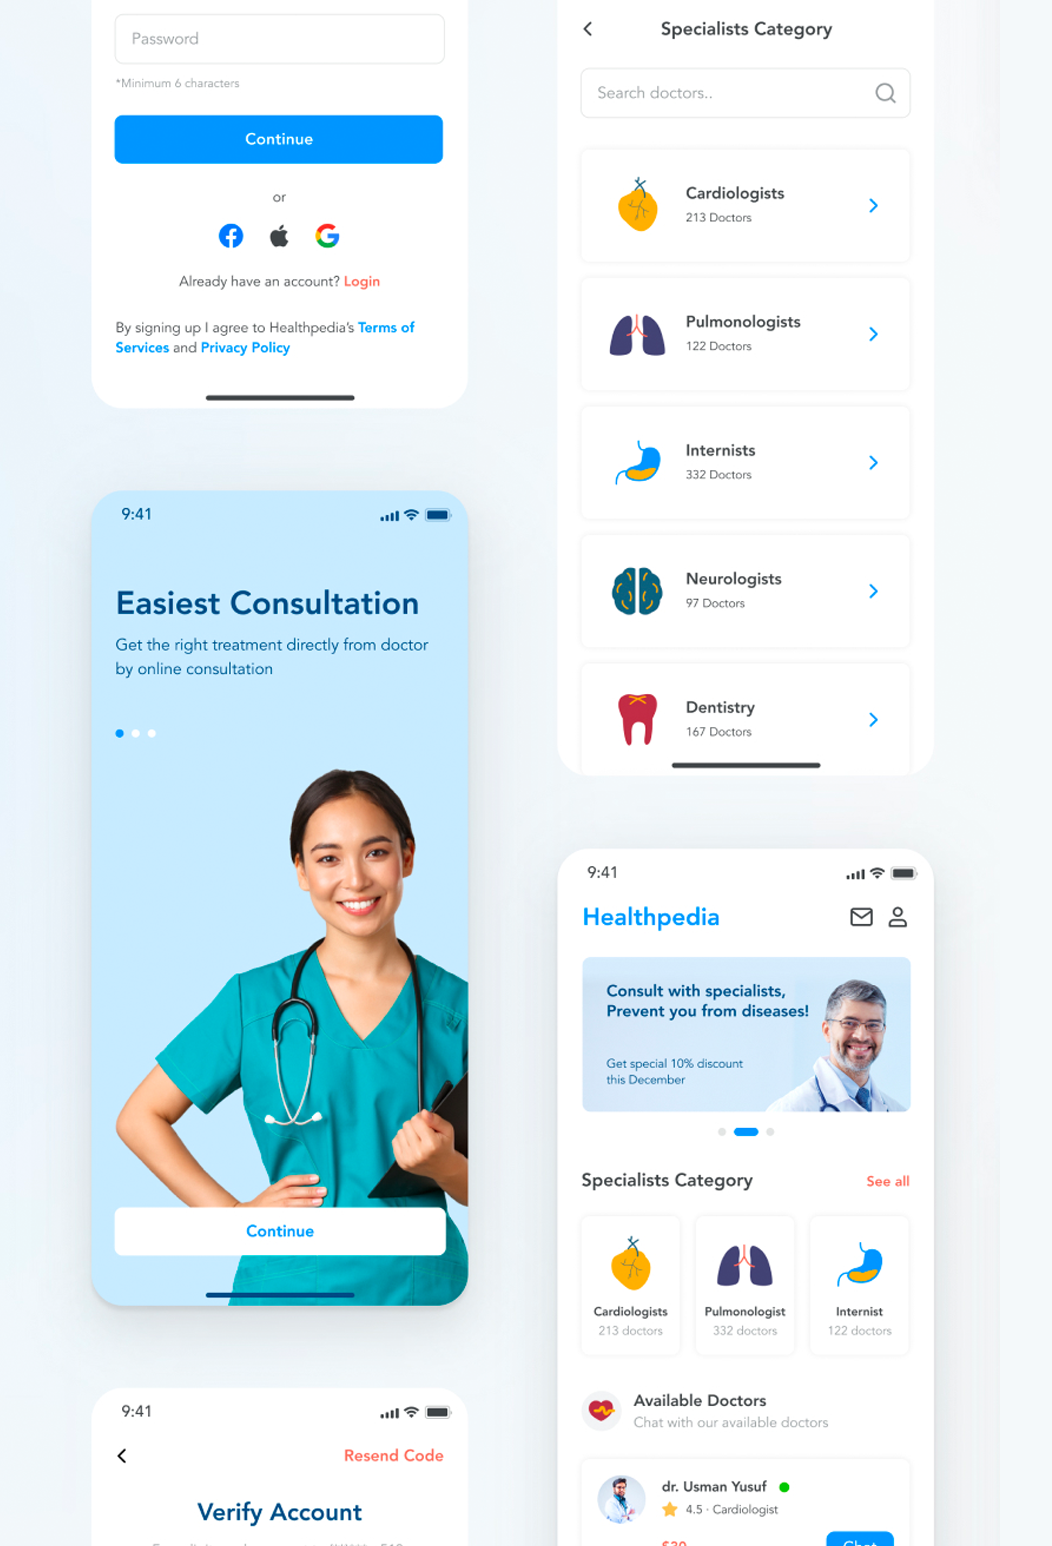 Password
*Minimum 6 characters
Continue
or
Already have an account? Login
By signing up I agree to Healthpedia's Terms of
Services and Privacy Policy
9:41
Easiest Consultation
Get the right treatment directly from doctor
by online consultation
Continue
9:41
Resend Code
Verify Account
Specialists Category
Search doctors..
Cardiologists
213 Doctors
Pulmonologists
122 Doctors
Internists
332 Doctors
Neurologists
97 Doctors
Dentistry
167 Doctors
9:41
Healthpedia
Consult with specialists,
Prevent you from diseases!
Get special 10% discount
this December
Specialists Category See all
Cardiologists Pulmonologist Internist
213 doctors 332 doctors 122 doctors
Available Doctors
Chat with our available doctors
dr. Usman Yusuf
4.5 · Cardiologist
$30 Chat